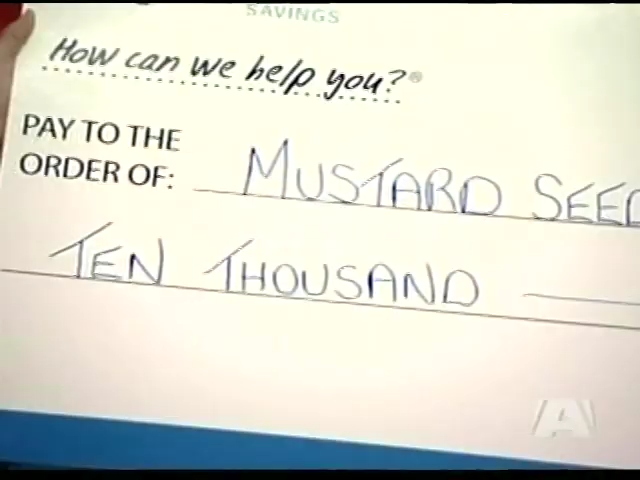 SAVINGS
How can we help you?®
PAY TO THE
ORDER OF: MUSTARD SEED
TEN THOUSAND
A